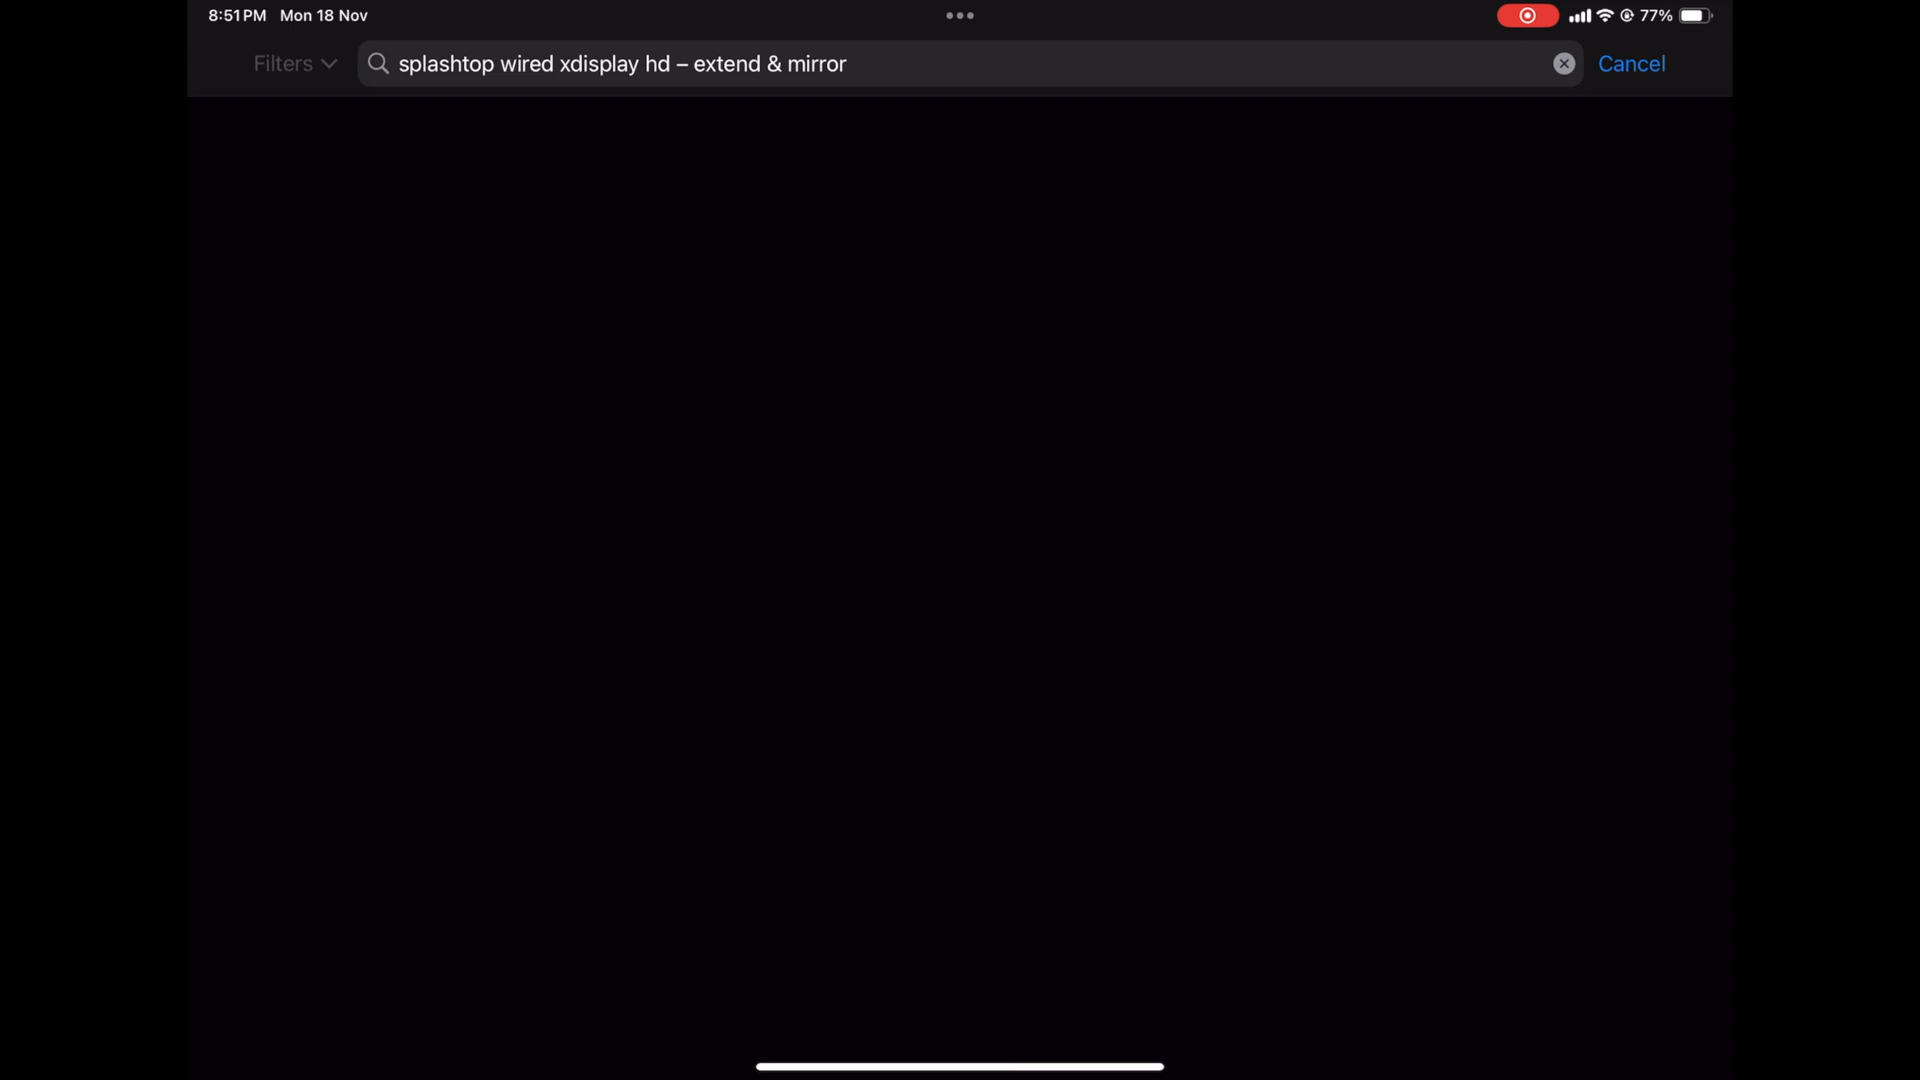 8:51 PM Mon 18 Nov
77%
Filters
splashtop wired xdisplay hd – extend & mirror
Cancel